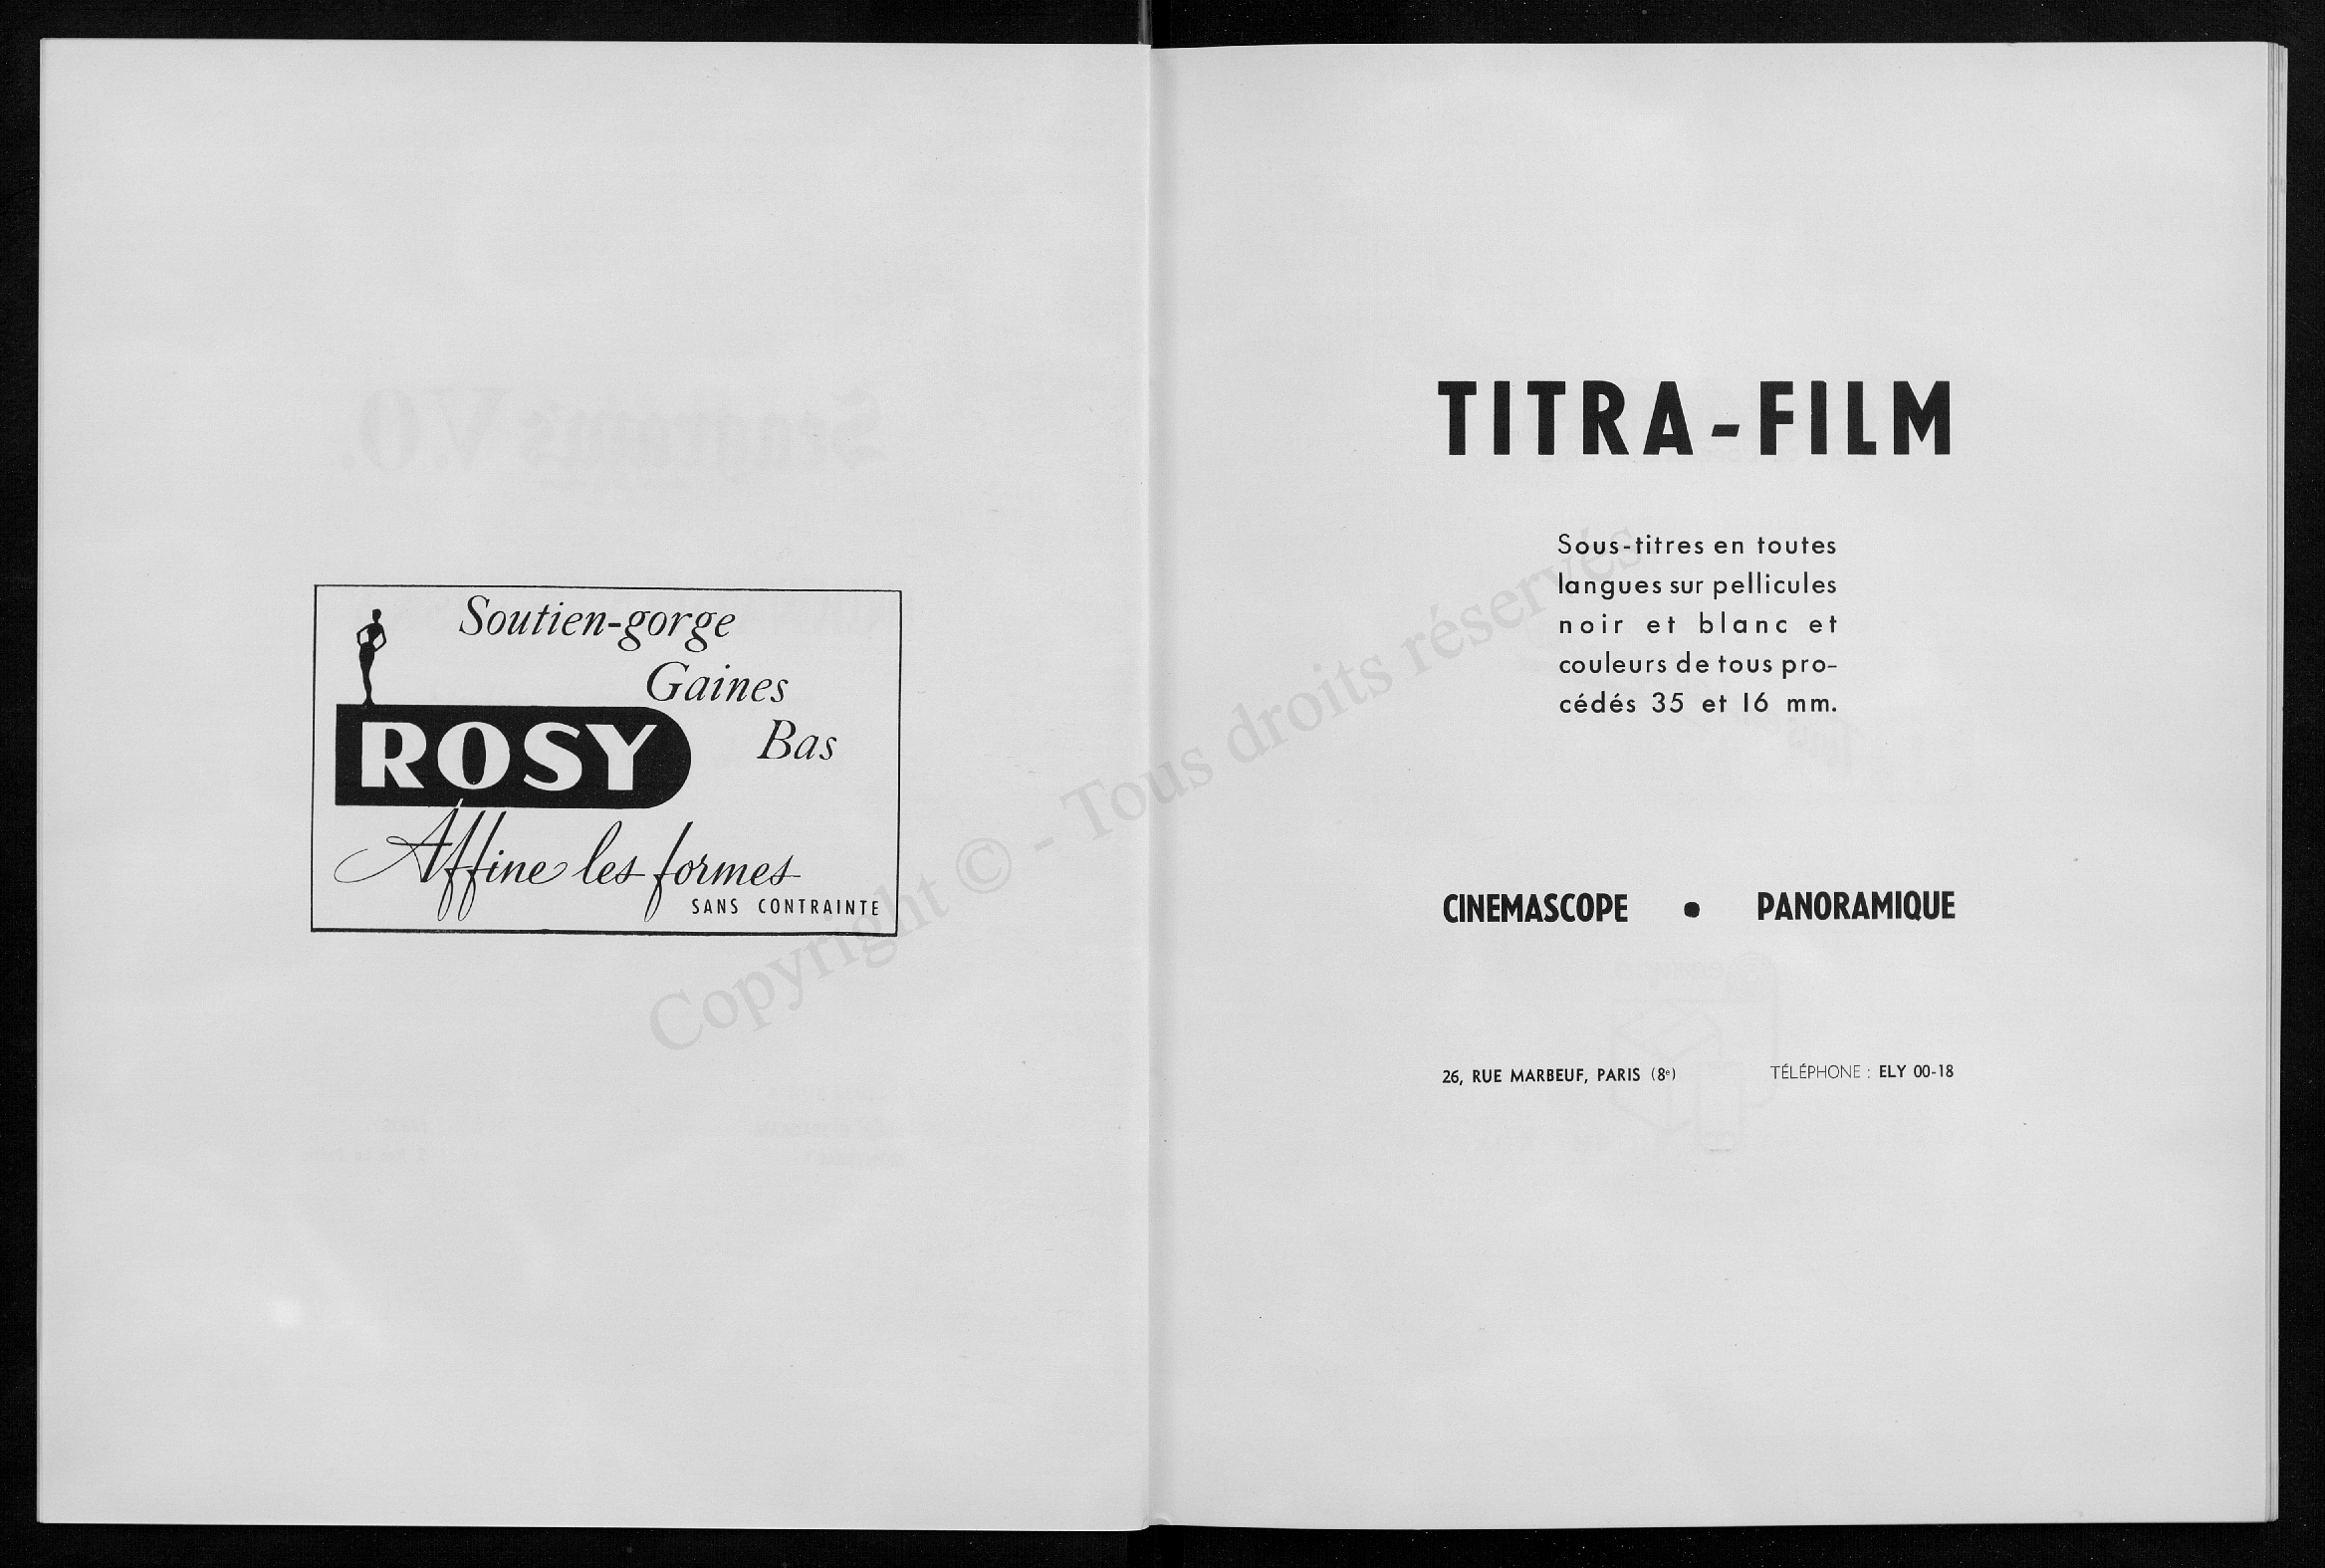 Soutien-gorge
Gaines
Bas
ROSY
Affine les formes
SANS CONTRAINTE
TITRA-FILM
Sous-titres en toutes
langues sur pellicules
noir et blanc et
couleurs de tous pro-
cédés 35 et 16 mm.
CINEMASCOPE • PANORAMIQUE
26, RUE MARBEUF, PARIS (8e) TÉLÉPHONE : ELY 00-18
Copyright © - Tous droits réservés